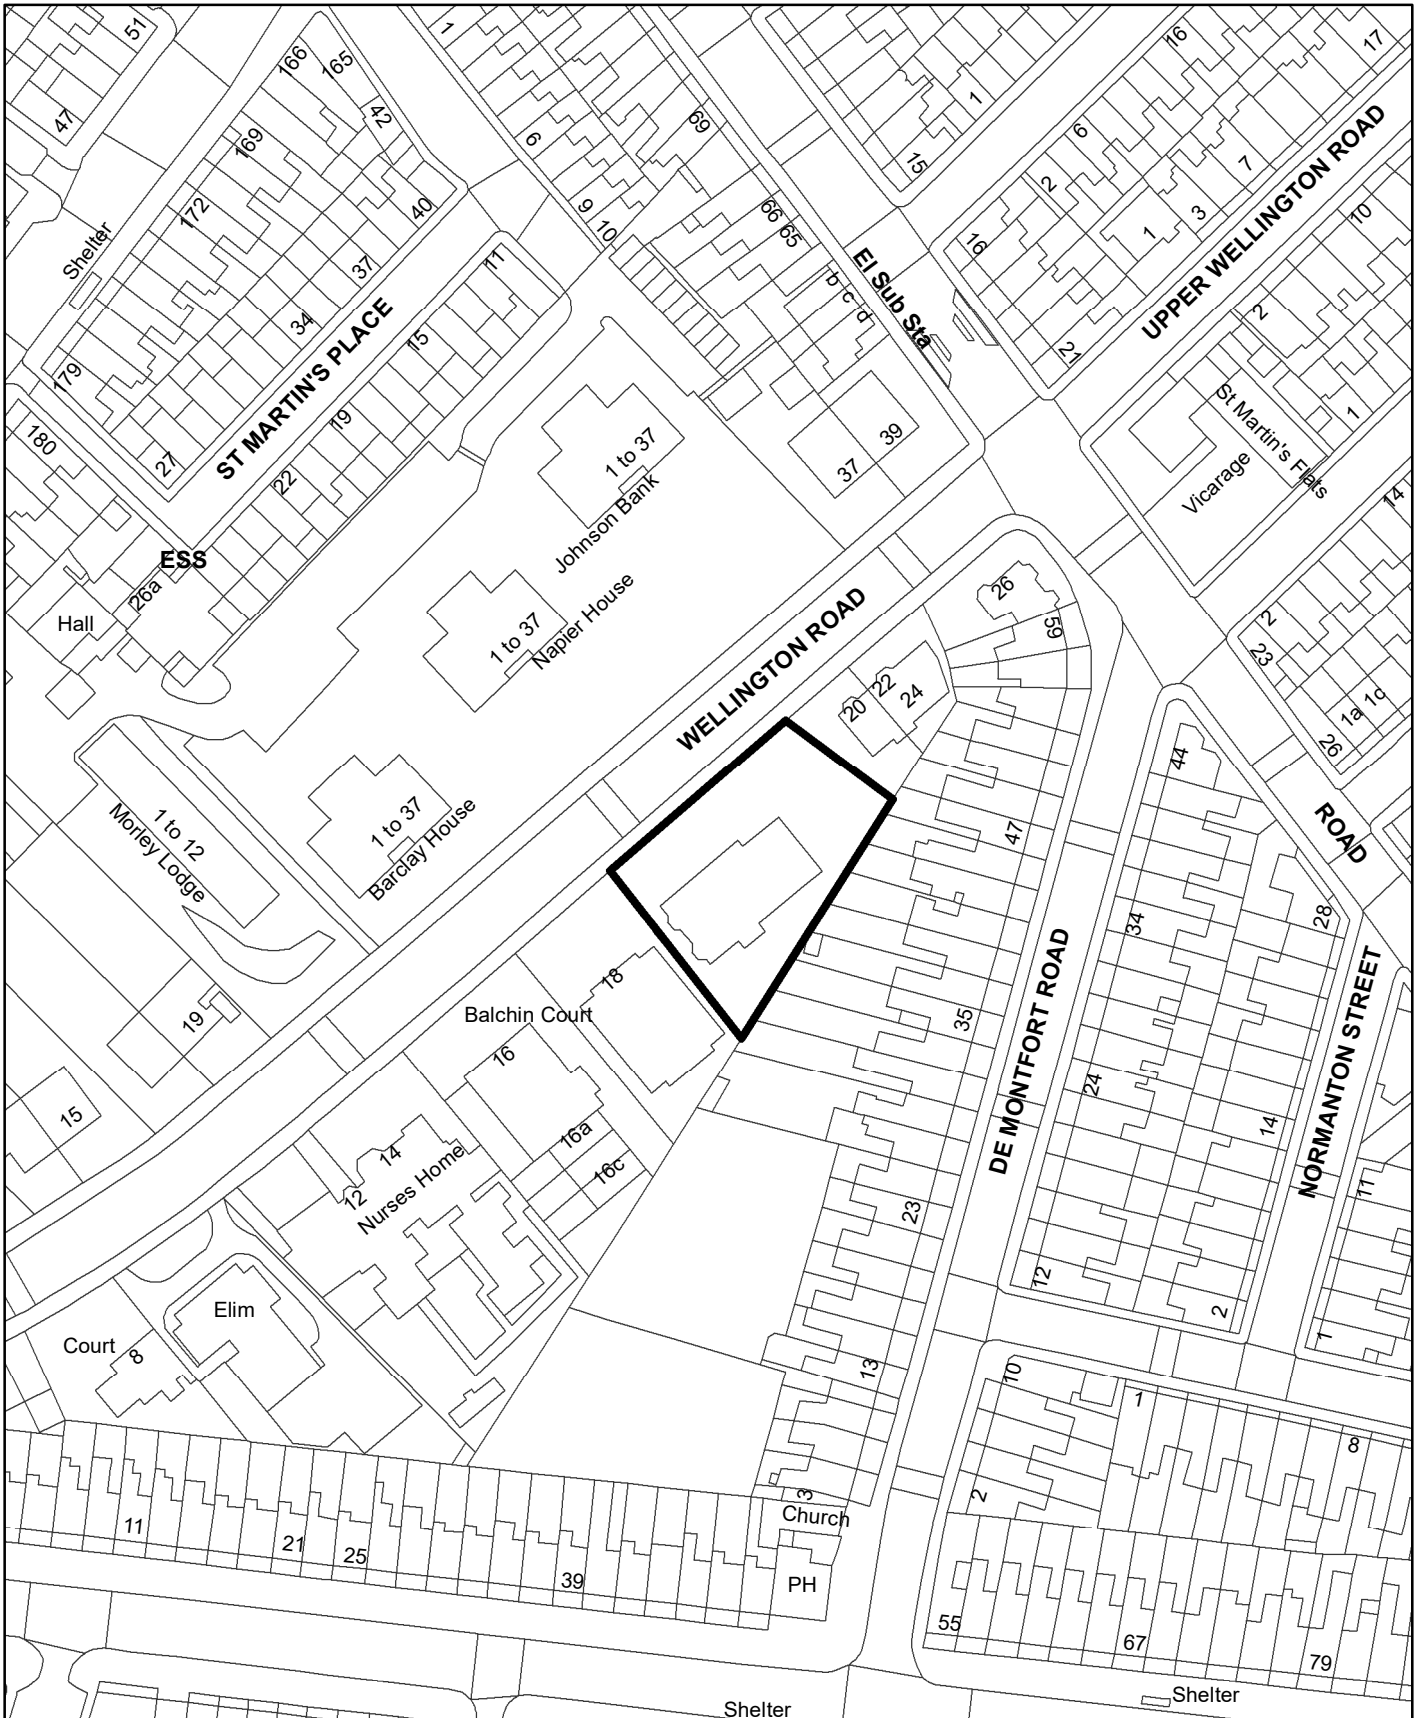 51
47
166
165
42
169
172
Shelter
40
37
34
179
180
27
ST MARTIN'S PLACE
11
15
19
22
ESS
26a
Hall
1
6
9
10
69
66
65
b
c
d
El Sub Sta
15
1
16
16
2
6
1
3
7
17
21
UPPER WELLINGTON ROAD
10
2
1
St Martin's Flats
Vicarage
14
39
37
1 to 37
Johnson Bank
1 to 37
Napier House
1 to 37
Barclay House
1 to 12
Morley Lodge
WELLINGTON ROAD
26
59
20
22
24
2
23
1a
1c
26
44
47
ROAD
34
28
35
24
14
DE MONTFORT ROAD
NORMANTON STREET
11
1
18
Balchin Court
16
16a
16c
19
15
14
12
Nurses Home
Elim
Court
8
23
13
3
Church
PH
12
2
10
1
8
2
11
21
25
39
55
67
79
Shelter
Shelter